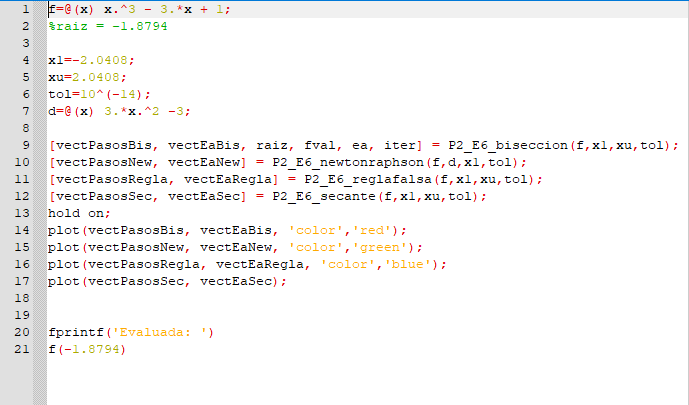 1 f=@(x) x.^3 - 3.*x + 1;
2 %raiz = -1.8794
3
4 xl=-2.0408;
5 xu=2.0408;
6 tol=10^(-14);
7 d=@(x) 3.*x.^2 -3;
8
9 [vectPasosBis, vectEaBis, raiz, fval, ea, iter] = P2_E6_biseccion(f,xl,xu,tol);
10 [vectPasosNew, vectEaNew] = P2_E6_newtonraphson(f,d,xl,tol);
11 [vectPasosRegla, vectEaRegla] = P2_E6_reglafalsa(f,xl,xu,tol);
12 [vectPasosSec, vectEaSec] = P2_E6_secante(f,xl,xu,tol);
13 hold on;
14 plot(vectPasosBis, vectEaBis, 'color','red');
15 plot(vectPasosNew, vectEaNew, 'color','green');
16 plot(vectPasosRegla, vectEaRegla, 'color','blue');
17 plot(vectPasosSec, vectEaSec);
18
19
20 fprintf('Evaluada: ')
21 f(-1.8794)